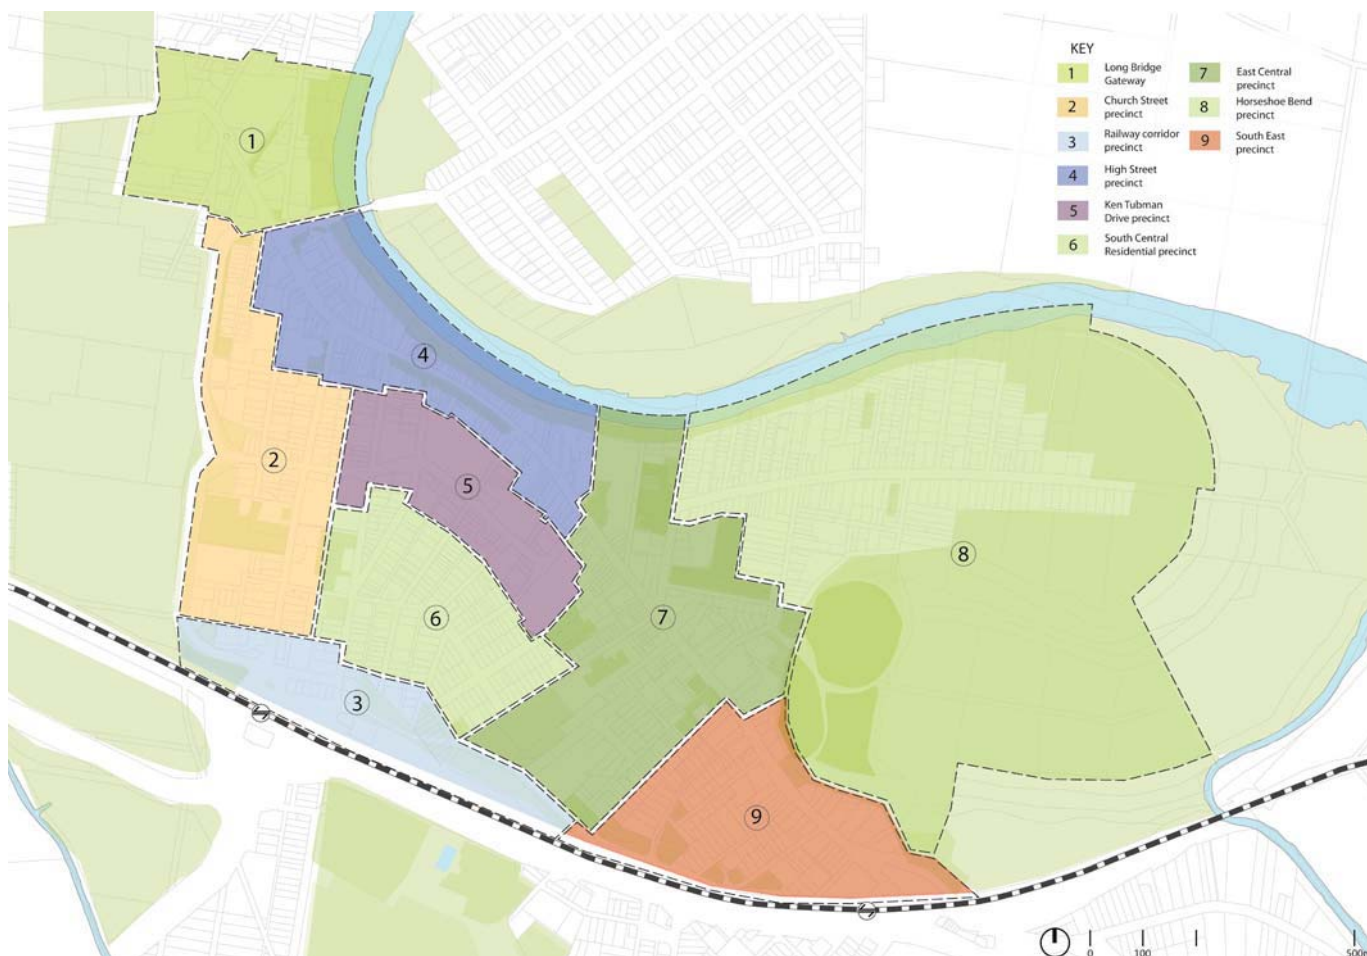 KEY
1 Long Bridge
Gateway
2 Church Street
precinct
3 Railway corridor
precinct
4 High Street
precinct
5 Ken Tubman
Drive precinct
6 South Central
Residential precinct
7 East Central
precinct
8 Horseshoe Bend
precinct
9 South East
precinct
1
2
3
4
5
6
7
8
9
0
100